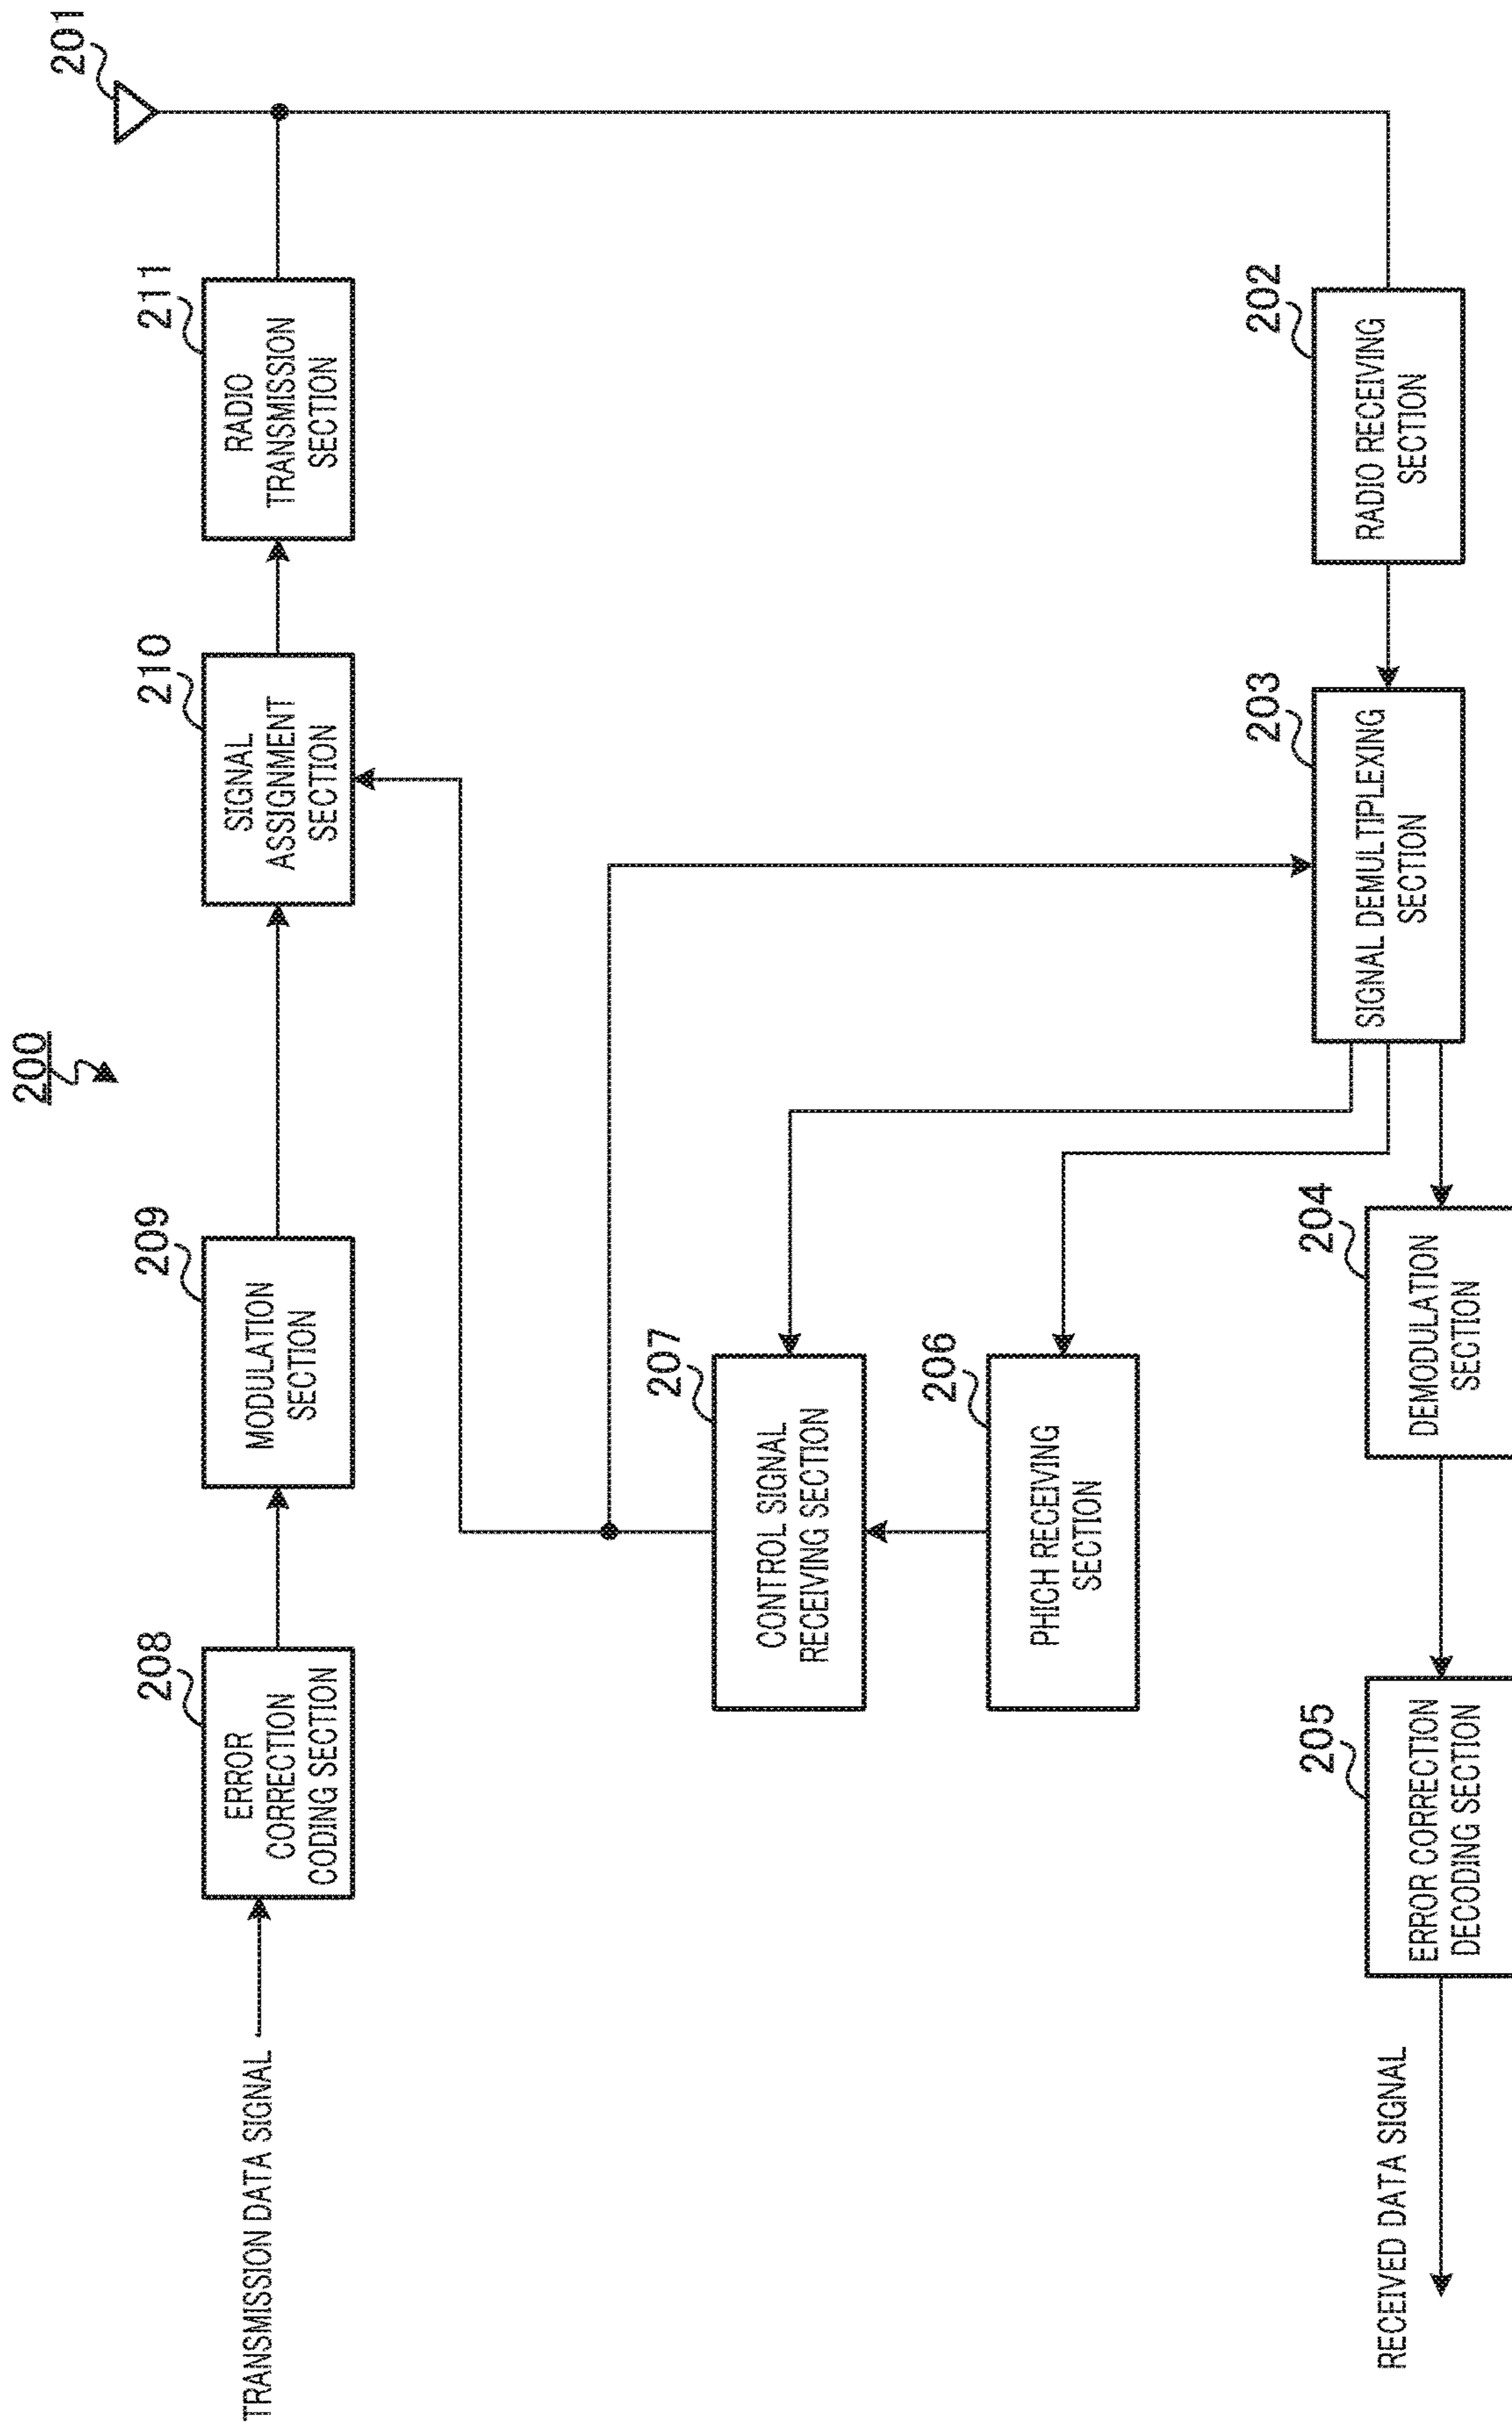 200
201
TRANSMISSION DATA SIGNAL
208
ERROR
CORRECTION
CODING SECTION
209
MODULATION
SECTION
210
SIGNAL
ASSIGNMENT
SECTION
211
RADIO
TRANSMISSION
SECTION
207
CONTROL SIGNAL
RECEIVING SECTION
206
PHICH RECEIVING
SECTION
202
RADIO RECEIVING
SECTION
203
SIGNAL DEMULTIPLEXING
SECTION
204
DEMODULATION
SECTION
205
ERROR CORRECTION
DECODING SECTION
RECEIVED DATA SIGNAL